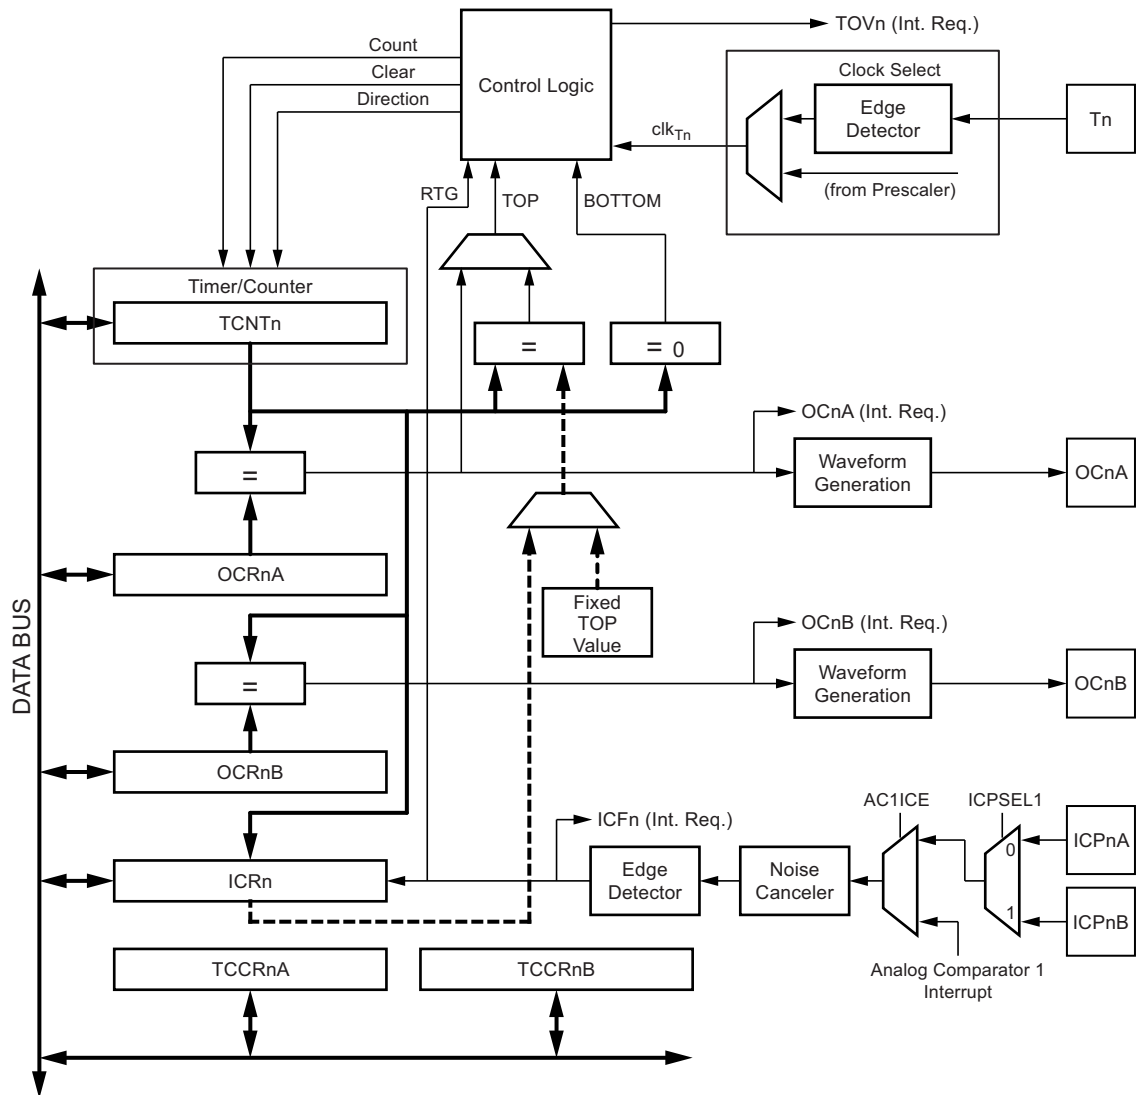 TOVn (Int. Req.)
Count
Clear
Direction
Control Logic
Clock Select
Edge
Detector
Tn
clkTn
(from Prescaler)
RTG
TOP
BOTTOM
Timer/Counter
TCNTn
=
= 0
OCnA (Int. Req.)
=
Waveform
Generation
OCnA
OCRnA
Fixed
TOP
Value
DATA BUS
OCnB (Int. Req.)
=
Waveform
Generation
OCnB
OCRnB
AC1ICE
ICPSEL1
ICFn (Int. Req.)
0
ICPnA
ICRn
Edge
Detector
Noise
Canceler
1
ICPnB
TCCRnA
TCCRnB
Analog Comparator 1
Interrupt